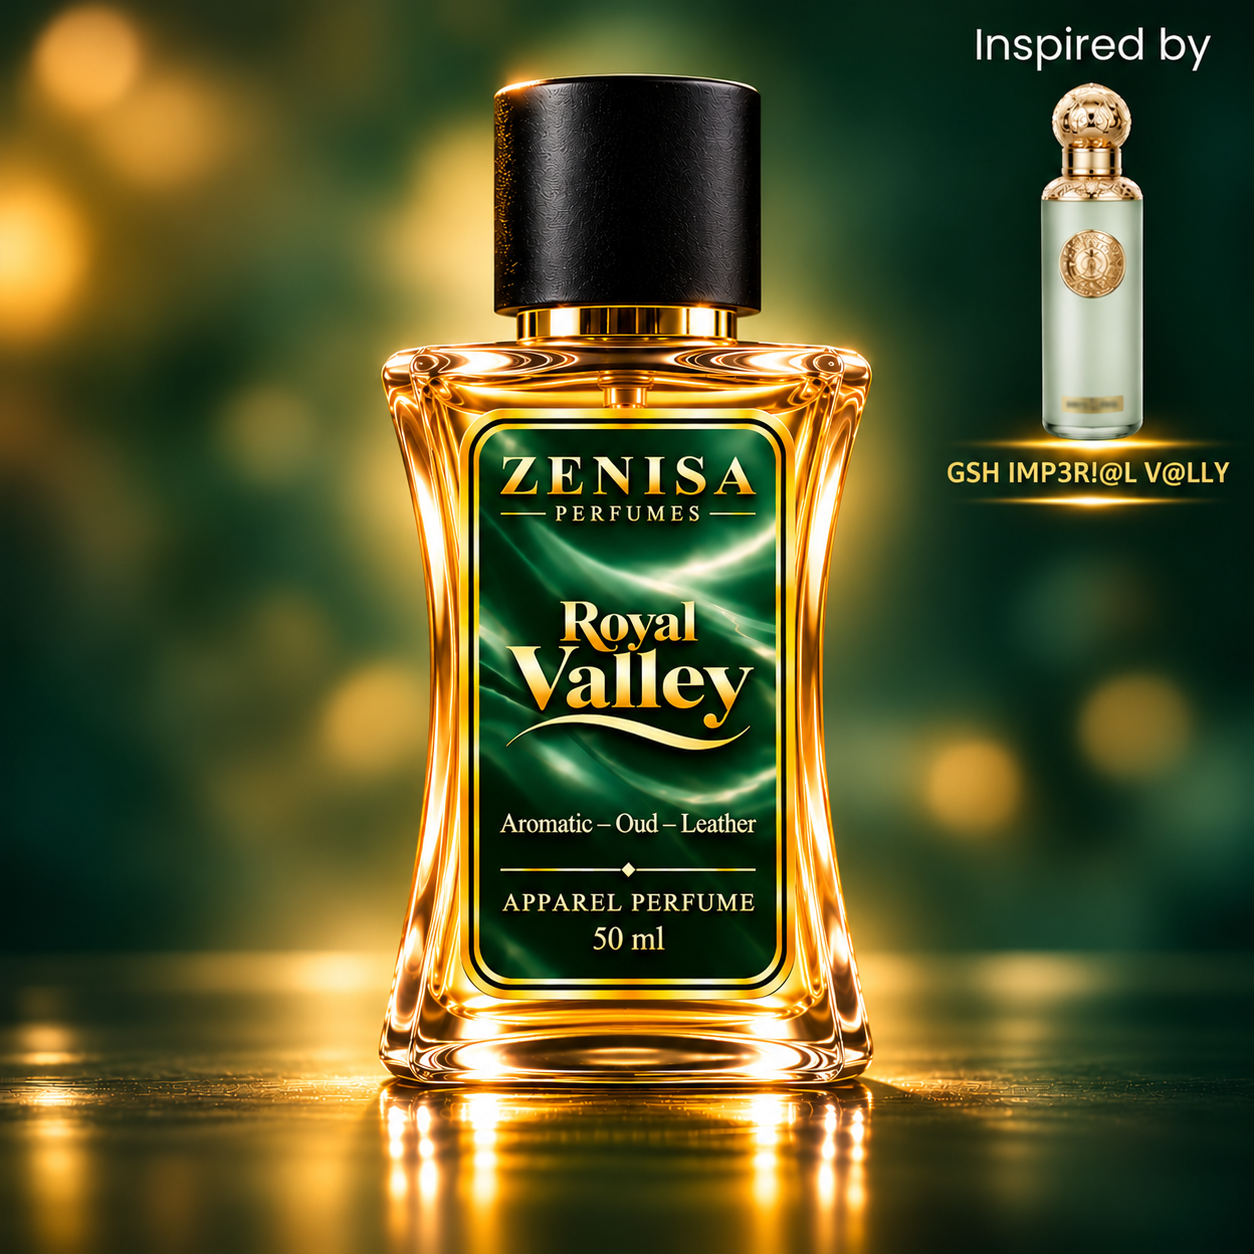 Inspired by
GSH IMP3R!@L V@LLY
ZENISA
PERFUMES
Royal
Valley
Aromatic – Oud – Leather
APPAREL PERFUME
50 ml